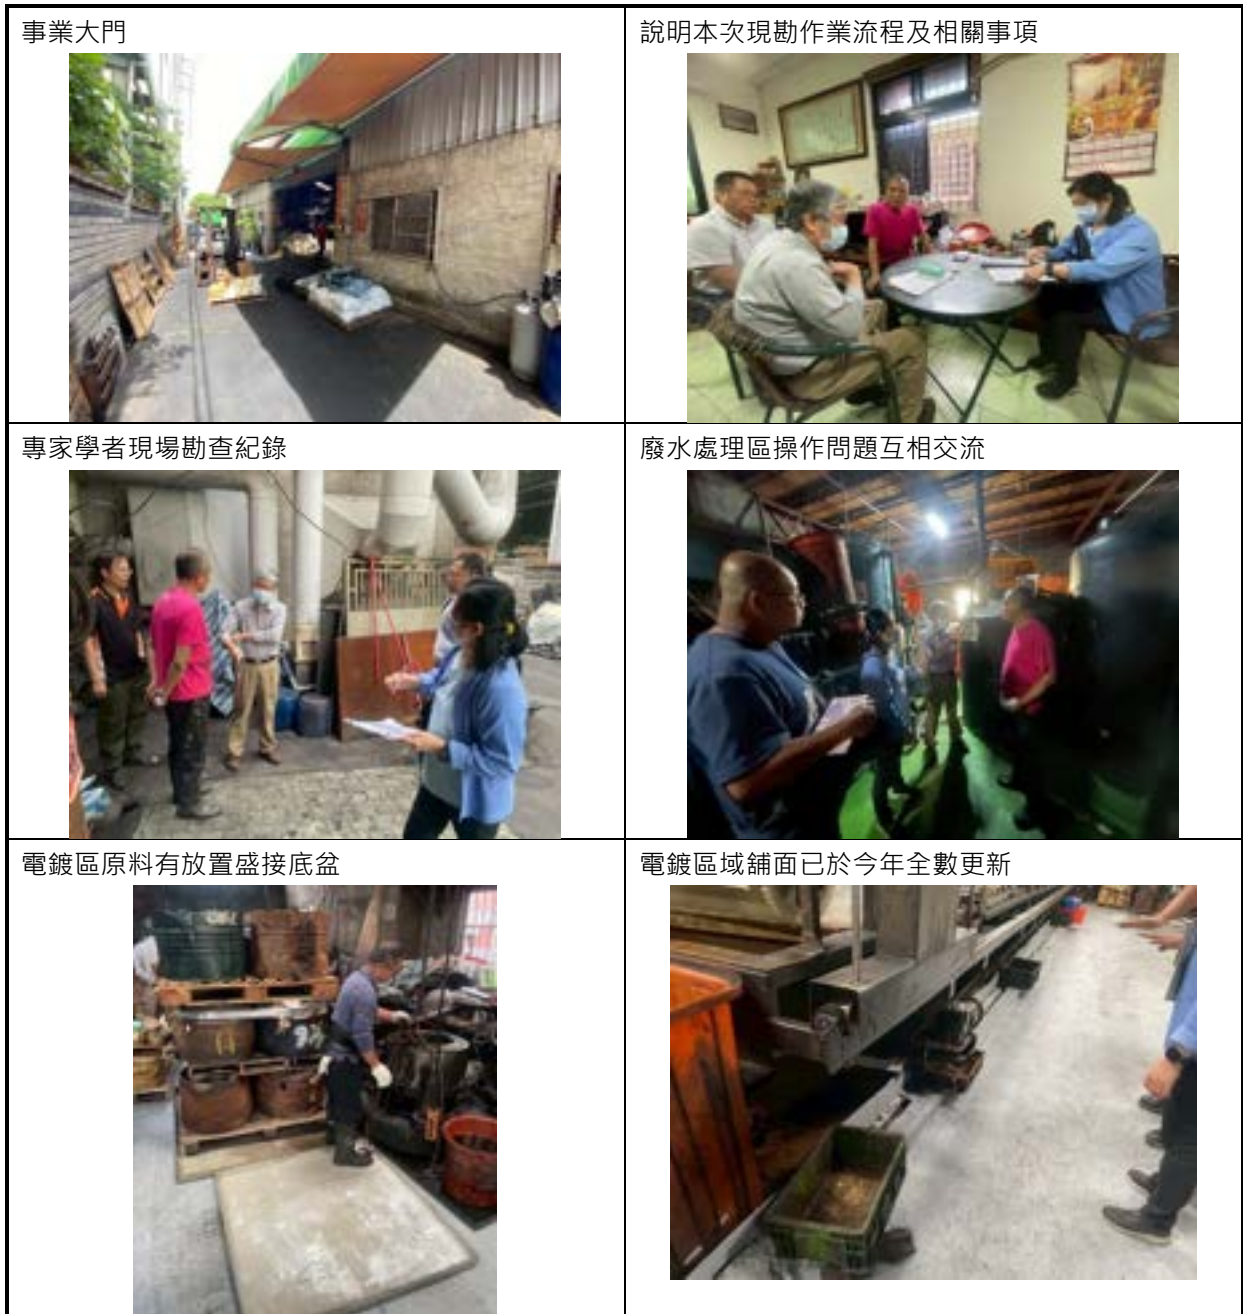 事業大門
說明本次現勘作業流程及相關事項
專家學者現場勘查紀錄
廢水處理區操作問題互相交流
電鍍區原料有放置盛接底盆
電鍍區域舖面已於今年全數更新